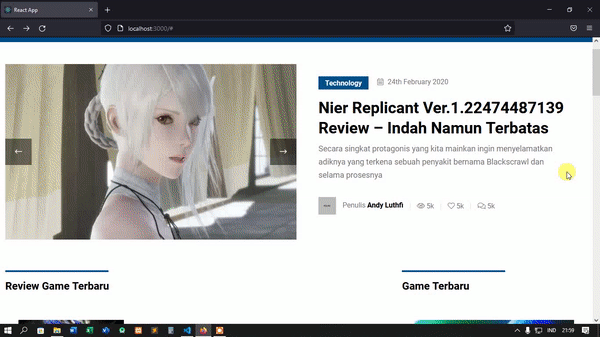 React App
localhost:3000/#
Technology
24th February 2020
Nier Replicant Ver.1.22474487139
Review – Indah Namun Terbatas
Secara singkat protagonis yang kita mainkan ingin menyelamatkan
adiknya yang terkena sebuah penyakit bernama Blackscrawl dan
selama prosesnya
Penulis Andy Luthfi
5k
5k
5k
Review Game Terbaru
Game Terbaru
IND
21:59